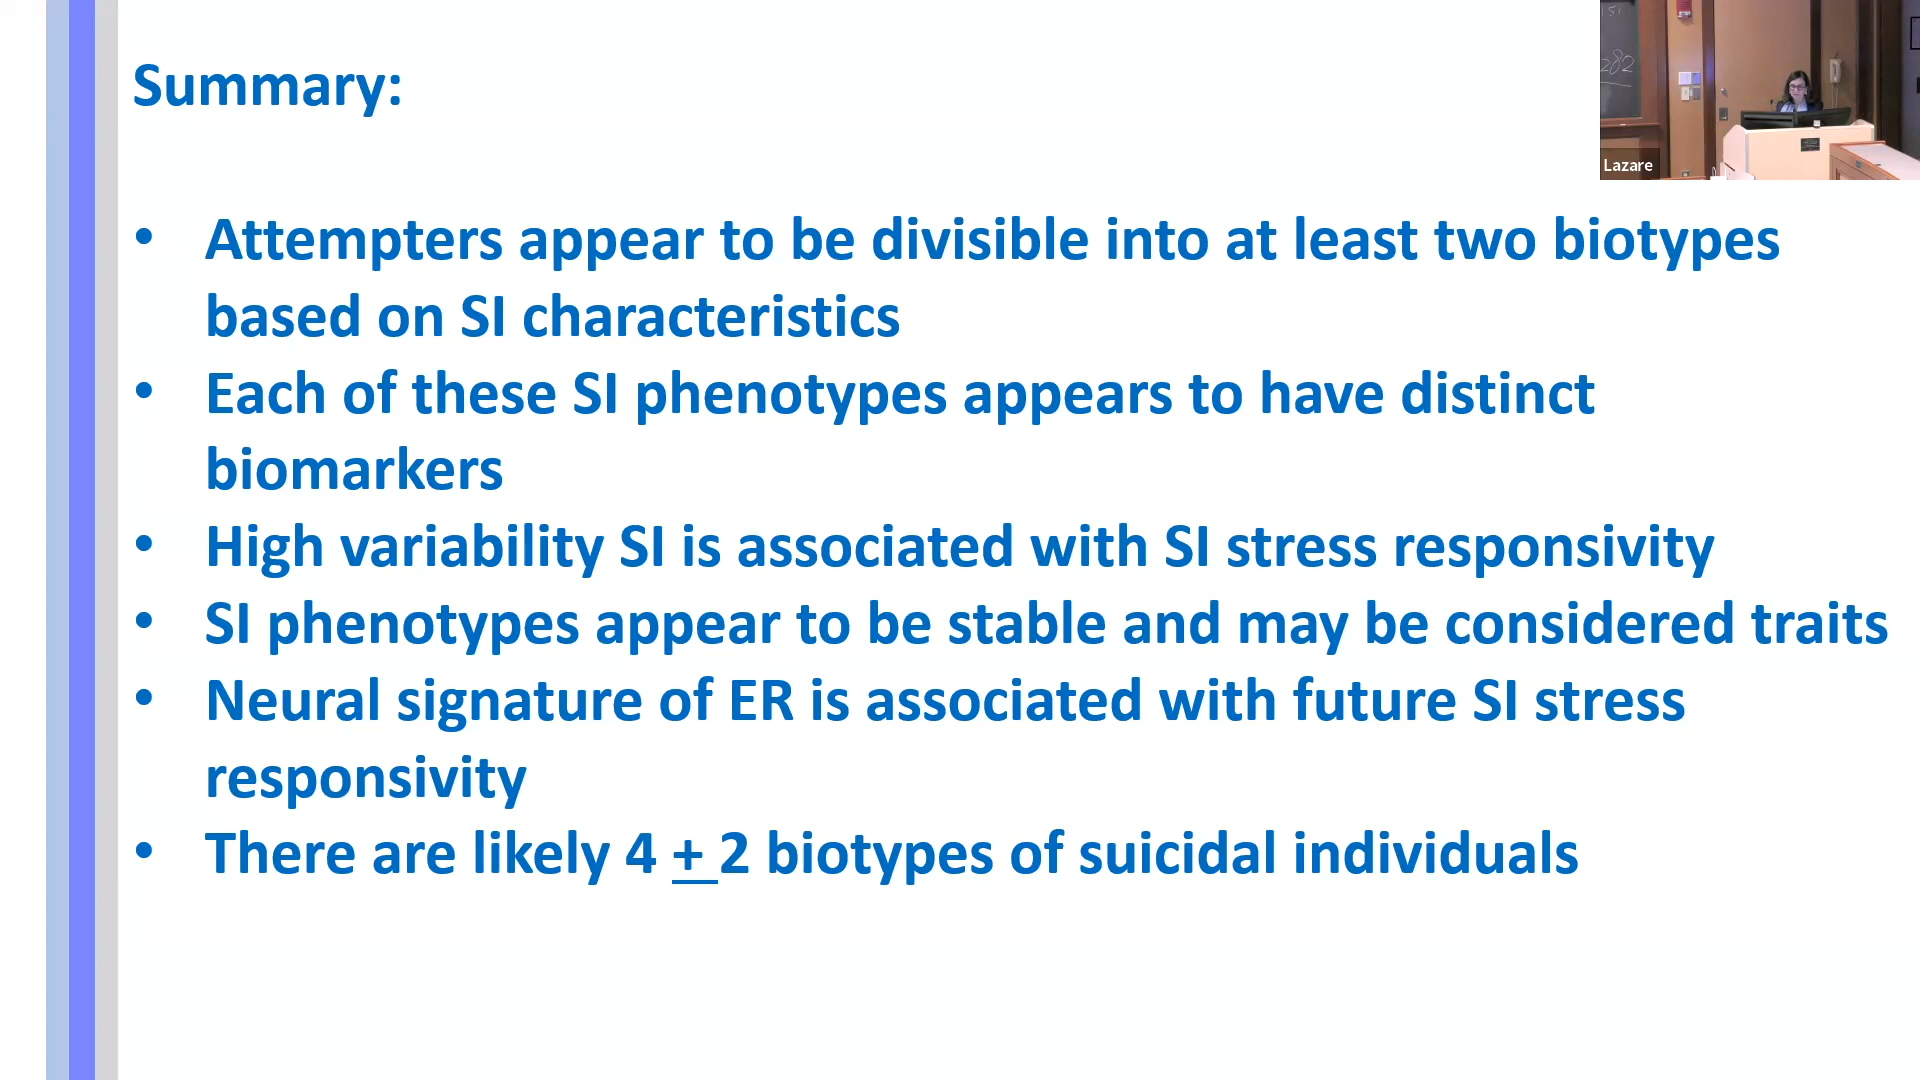 Summary:
151
282
Lazare
• Attempters appear to be divisible into at least two biotypes
based on SI characteristics
• Each of these SI phenotypes appears to have distinct
biomarkers
• High variability SI is associated with SI stress responsivity
• SI phenotypes appear to be stable and may be considered traits
• Neural signature of ER is associated with future SI stress
responsivity
• There are likely 4 + 2 biotypes of suicidal individuals